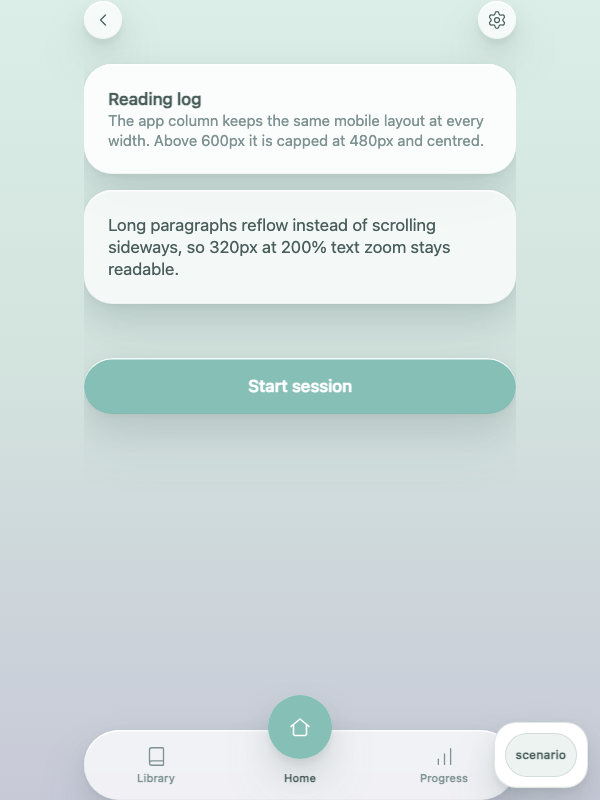 Reading log
The app column keeps the same mobile layout at every
width. Above 600px it is capped at 480px and centred.
Long paragraphs reflow instead of scrolling
sideways, so 320px at 200% text zoom stays
readable.
Start session
Library
Home
Progress
scenario